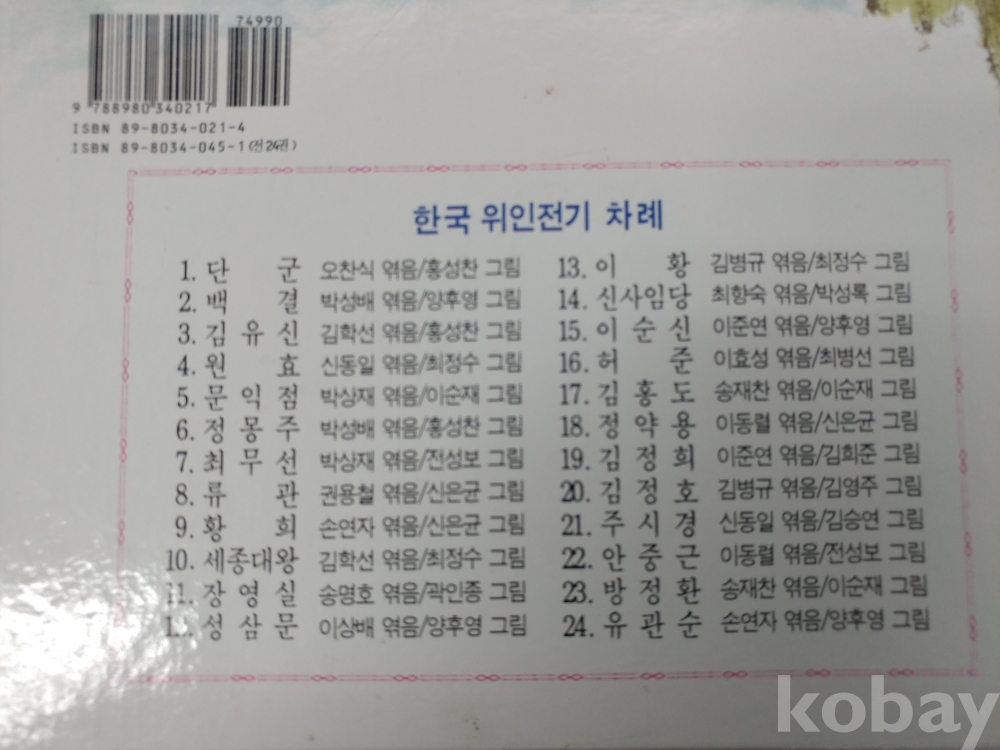 74990
9 788980 340217
ISBN 89-8034-021-4
ISBN 89-8034-045-1 (전24권)
한국 위인전기 차례
1. 단 군 오찬식 엮음/홍성찬 그림
2. 백 결 박성배 엮음/양후영 그림
3. 김 유 신 김학선 엮음/홍성찬 그림
4. 원 효 신동일 엮음/최정수 그림
5. 문 익 점 박상재 엮음/이순재 그림
6. 정 몽 주 박성배 엮음/홍성찬 그림
7. 최 무 선 박상재 엮음/전성보 그림
8. 류 관 권용철 엮음/신은균 그림
9. 황 희 손연자 엮음/신은균 그림
10. 세종대왕 김학선 엮음/최정수 그림
11. 장 영 실 송명호 엮음/곽인종 그림
12. 성 삼 문 이상배 엮음/양후영 그림
13. 이 황 김병규 엮음/최정수 그림
14. 신사임당 최향숙 엮음/박성록 그림
15. 이 순 신 이준연 엮음/양후영 그림
16. 허 준 이효성 엮음/최병선 그림
17. 김 홍 도 송재찬 엮음/이순재 그림
18. 정 약 용 이동렬 엮음/신은균 그림
19. 김 정 희 이준연 엮음/김희준 그림
20. 김 정 호 김병규 엮음/김영주 그림
21. 주 시 경 신동일 엮음/김승연 그림
22. 안 중 근 이동렬 엮음/전성보 그림
23. 방 정 환 송재찬 엮음/이순재 그림
24. 유 관 순 손연자 엮음/양후영 그림
kobay